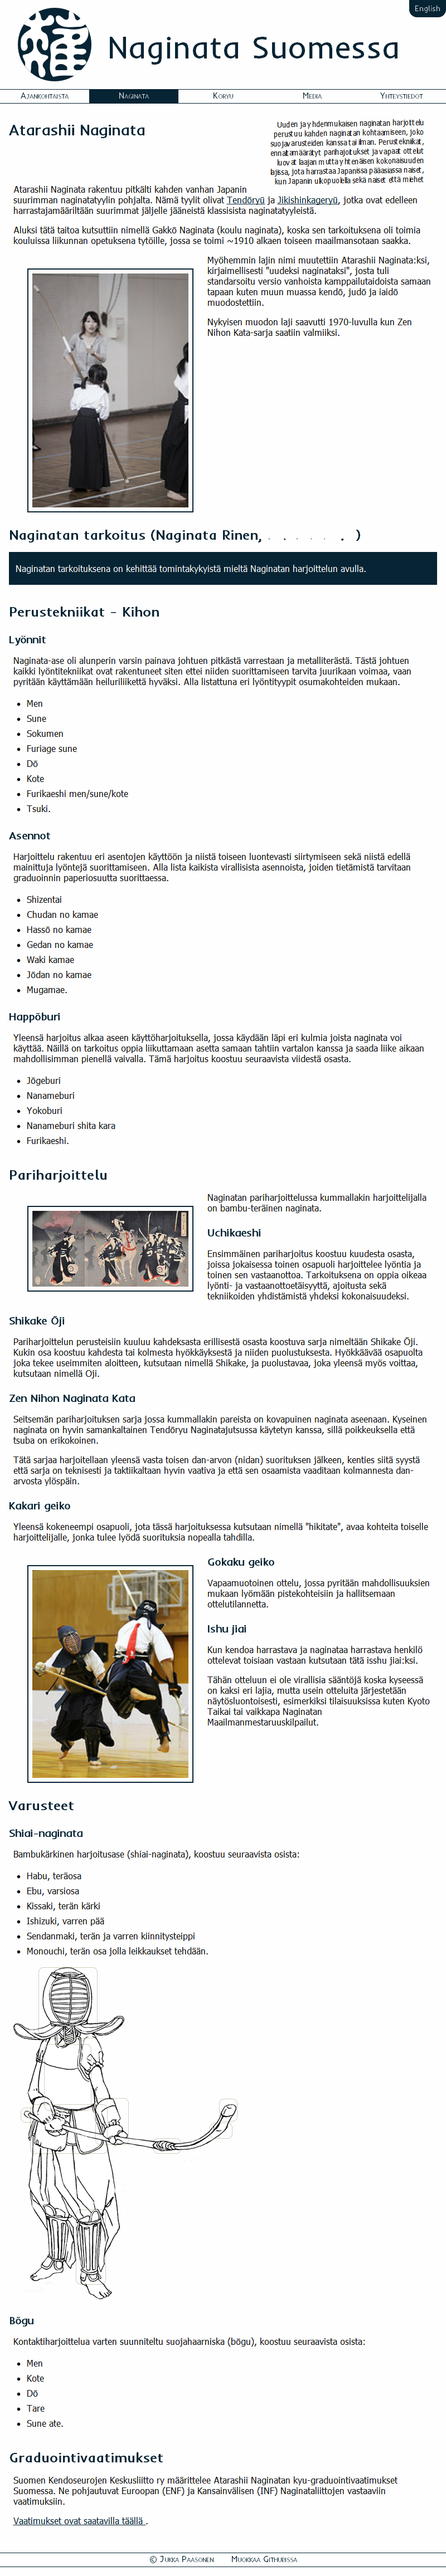 English
Naginata Suomessa
Ajankohtaista
Naginata
Koryu
Media
Yhteystiedot
Atarashii Naginata
Uuden ja yhdenmukaisen naginatan harjoittelu
perustuu kahden naginatan kohtaamiseen, joko
suojavarusteiden kanssa tai ilman. Perustekniikat,
ennaltamäärätyt pariharjoitukset ja vapaat ottelut
luovat laajan mutta yhtenäisen kokonaisuuden
lajissa, jota harrastaa Japanissa pääasiassa naiset,
kun Japanin ulkopuolella sekä naiset että miehet
Atarashii Naginata rakentuu pitkälti kahden vanhan Japanin
suurimman naginatatyylin pohjalta. Nämä tyylit olivat Tendōryū ja Jikishinkageryū, jotka ovat edelleen
harrastajamääriltään suurimmat jäljelle jääneistä klassisista naginatatyyleistä.
Aluksi tätä taitoa kutsuttiin nimellä Gakkō Naginata (koulu naginata), koska sen tarkoituksena oli toimia
kouluissa liikunnan opetuksena tytöille, jossa se toimi ~1910 alkaen toiseen maailmansotaan saakka.
Myöhemmin lajin nimi muutettiin Atarashii Naginata:ksi,
kirjaimellisesti "uudeksi naginataksi", josta tuli
standarsoitu versio vanhoista kamppailutaidoista samaan
tapaan kuten muun muassa kendō, judō ja iaidō
muodostettiin.
Nykyisen muodon laji saavutti 1970-luvulla kun Zen
Nihon Kata-sarja saatiin valmiiksi.
Naginatan tarkoitus (Naginata Rinen, )
Naginatan tarkoituksena on kehittää tomintakykyistä mieltä Naginatan harjoittelun avulla.
Perustekniikat - Kihon
Lyönnit
Naginata-ase oli alunperin varsin painava johtuen pitkästä varrestaan ja metalliterästä. Tästä johtuen
kaikki lyöntitekniikat ovat rakentuneet siten ettei niiden suorittamiseen tarvita juurikaan voimaa, vaan
pyritään käyttämään heiluriliikettä hyväksi. Alla listattuna eri lyöntityypit osumakohteiden mukaan.
Men
Sune
Sokumen
Furiage sune
Dō
Kote
Furikaeshi men/sune/kote
Tsuki.
Asennot
Harjoittelu rakentuu eri asentojen käyttöön ja niistä toiseen luontevasti siirtymiseen sekä niistä edellä
mainittuja lyöntejä suorittamiseen. Alla lista kaikista virallisista asennoista, joiden tietämistä tarvitaan
graduoinnin paperiosuutta suorittaessa.
Shizentai
Chudan no kamae
Hassō no kamae
Gedan no kamae
Waki kamae
Jōdan no kamae
Mugamae.
Happōburi
Yleensä harjoitus alkaa aseen käyttöharjoituksella, jossa käydään läpi eri kulmia joista naginata voi
käyttää. Näillä on tarkoitus oppia liikuttamaan asetta samaan tahtiin vartalon kanssa ja saada liike aikaan
mahdollisimman pienellä vaivalla. Tämä harjoitus koostuu seuraavista viidestä osasta.
Jōgeburi
Nanameburi
Yokoburi
Nanameburi shita kara
Furikaeshi.
Pariharjoittelu
Naginatan pariharjoittelussa kummallakin harjoittelijalla
on bambu-teräinen naginata.
Uchikaeshi
Ensimmäinen pariharjoitus koostuu kuudesta osasta,
joissa jokaisessa toinen osapuoli harjoittelee lyöntia ja
toinen sen vastaanottoa. Tarkoituksena on oppia oikeaa
lyönti- ja vastaanottoetäisyyttä, ajoitusta sekä
tekniikoiden yhdistämistä yhdeksi kokonaisuudeksi.
Shikake Ōji
Pariharjoittelun perusteisiin kuuluu kahdeksasta erillisestä osasta koostuva sarja nimeltään Shikake Ōji.
Kukin osa koostuu kahdesta tai kolmesta hyökkäyksestä ja niiden puolustuksesta. Hyökkäävää osapuolta
joka tekee useimmiten aloitteen, kutsutaan nimellä Shikake, ja puolustavaa, joka yleensä myös voittaa,
kutsutaan nimellä Oji.
Zen Nihon Naginata Kata
Seitsemän pariharjoituksen sarja jossa kummallakin pareista on kovapuinen naginata aseenaan. Kyseinen
naginata on hyvin samankaltainen Tendōryu Naginatajutsussa käytetyn kanssa, sillä poikkeuksella että
tsuba on erikokoinen.
Tätä sarjaa harjoitellaan yleensä vasta toisen dan-arvon (nidan) suorituksen jälkeen, kenties siitä syystä
että sarja on teknisesti ja taktiikaltaan hyvin vaativa ja että sen osaamista vaaditaan kolmannesta dan-
arvosta ylöspäin.
Kakari geiko
Yleensä kokeneempi osapuoli, jota tässä harjoituksessa kutsutaan nimellä "hikitate", avaa kohteita toiselle
harjoittelijalle, jonka tulee lyödä suorituksia nopealla tahdilla.
Gokaku geiko
Vapaamuotoinen ottelu, jossa pyritään mahdollisuuksien
mukaan lyömään pistekohteisiin ja hallitsemaan
ottelutilannetta.
Ishu jiai
Kun kendoa harrastava ja naginataa harrastava henkilö
ottelevat toisiaan vastaan kutsutaan tätä isshu jiai:ksi.
Tähän otteluun ei ole virallisia sääntöjä koska kyseessä
on kaksi eri lajia, mutta usein otteluita järjestetään
näytösluontoisesti, esimerkiksi tilaisuuksissa kuten Kyoto
Taikai tai vaikkapa Naginatan
Maailmanmestaruuskilpailut.
Varusteet
Shiai-naginata
Bambukärkinen harjoitusase (shiai-naginata), koostuu seuraavista osista:
Habu, teräosa
Ebu, varsiosa
Kissaki, terän kärki
Ishizuki, varren pää
Sendanmaki, terän ja varren kiinnitysteippi
Monouchi, terän osa jolla leikkaukset tehdään.
Bōgu
Kontaktiharjoittelua varten suunniteltu suojahaarniska (bōgu), koostuu seuraavista osista:
Men
Kote
Dō
Tare
Sune ate.
Graduointivaatimukset
Suomen Kendoseurojen Keskusliitto ry määrittelee Atarashii Naginatan kyu-graduointivaatimukset
Suomessa. Ne pohjautuvat Euroopan (ENF) ja Kansainvälisen (INF) Naginataliittojen vastaaviin
vaatimuksiin.
Vaatimukset ovat saatavilla täällä .
© Jukka Paasonen
Muokkaa Githubissa